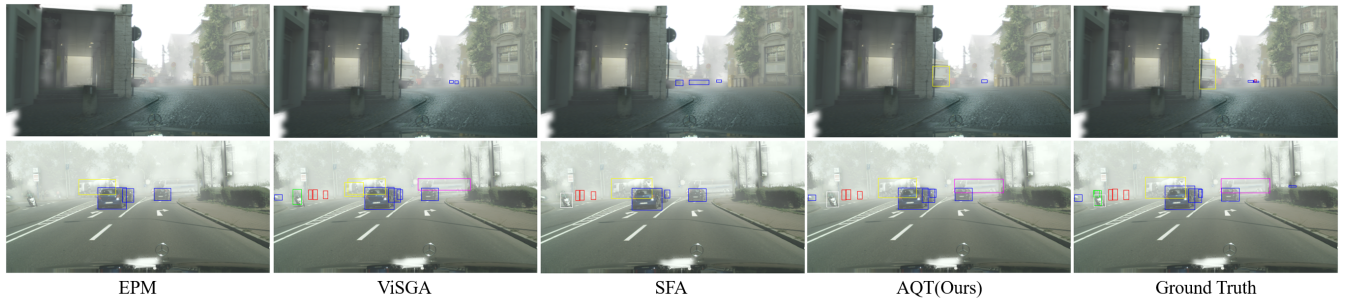 EPM
ViSGA
SFA
AQT(Ours)
Ground Truth